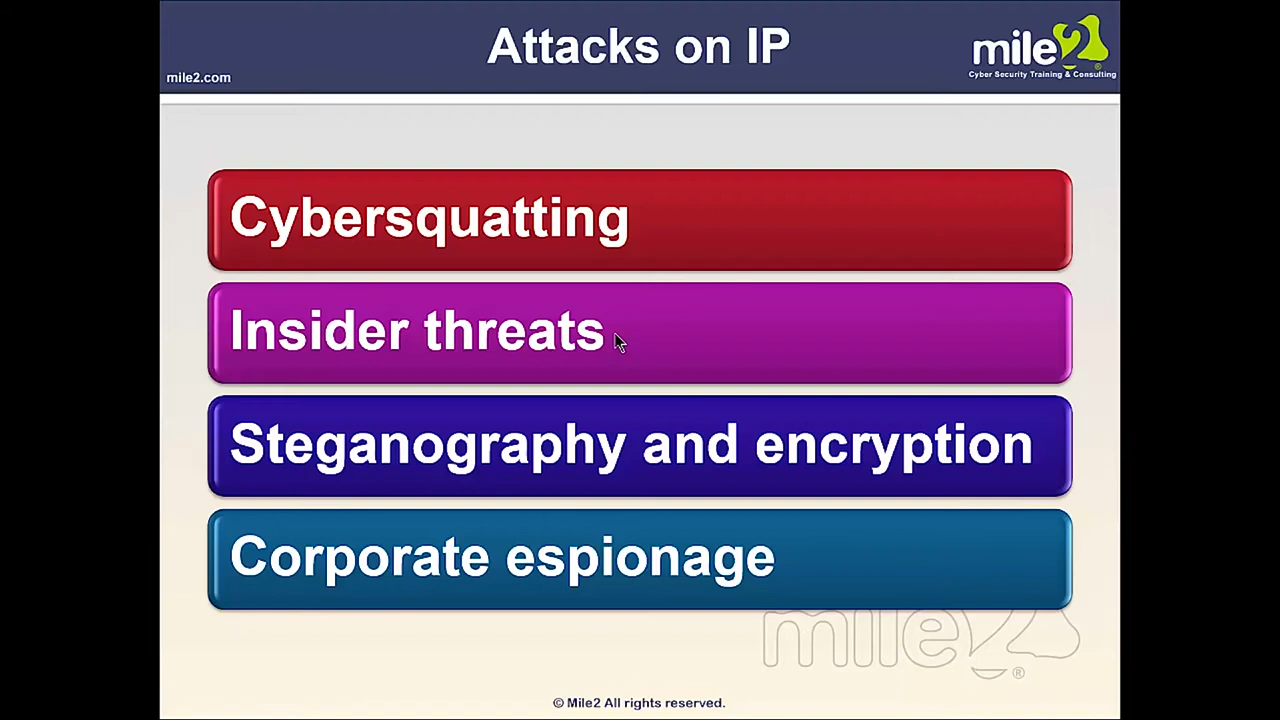 Attacks on IP
mile2.com
mile2®
Cyber Security Training & Consulting
Cybersquatting
Insider threats
Steganography and encryption
Corporate espionage
mile2®
© Mile2 All rights reserved.